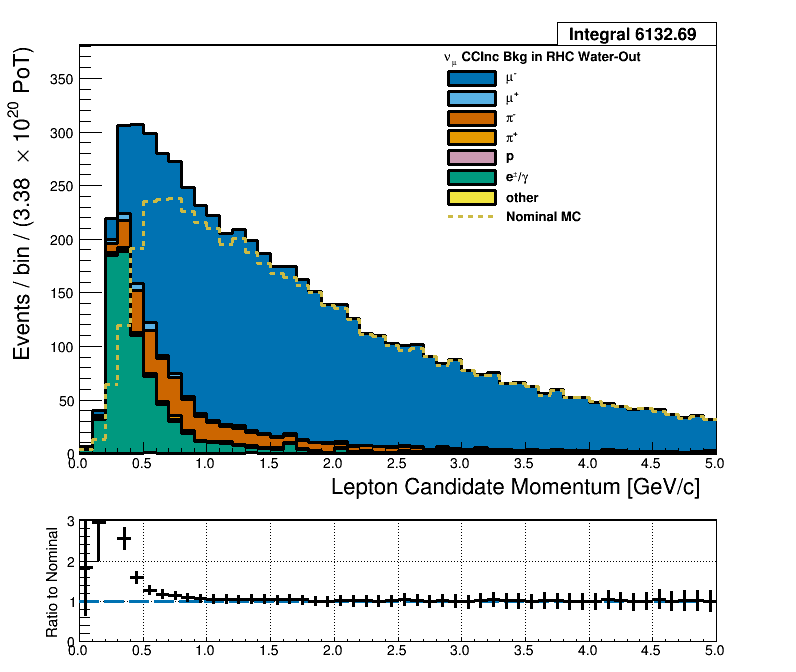 Integral 6132.69
ν_μ CCInc Bkg in RHC Water-Out
μ⁻
μ⁺
π⁻
π⁺
p
e±/γ
other
Nominal MC
Events / bin / (3.38 × 10²⁰ PoT)
350
300
250
200
150
100
50
0
0.0 0.5 1.0 1.5 2.0 2.5 3.0 3.5 4.0 4.5 5.0
Lepton Candidate Momentum [GeV/c]
Ratio to Nominal
3
2
1
0
0.0 0.5 1.0 1.5 2.0 2.5 3.0 3.5 4.0 4.5 5.0